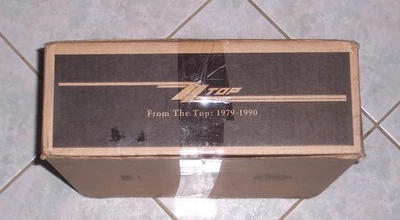 ZZ TOP
From The Top: 1979-1990